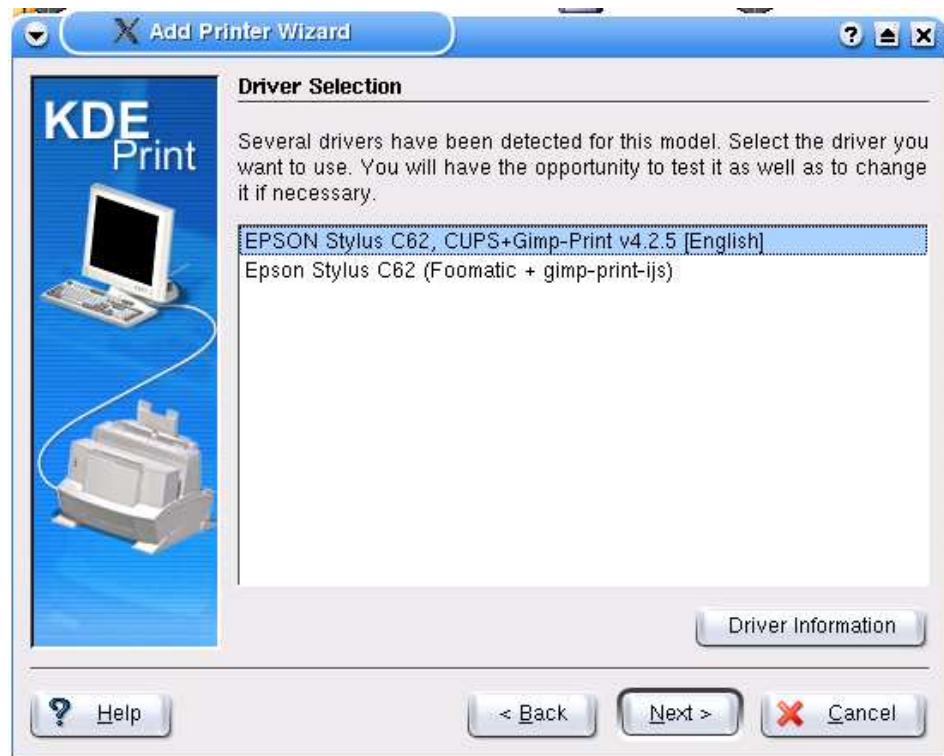 Add Printer Wizard
KDE
Print
Driver Selection
Several drivers have been detected for this model. Select the driver you
want to use. You will have the opportunity to test it as well as to change
it if necessary.
EPSON Stylus C62, CUPS+Gimp-Print v4.2.5 [English]
Epson Stylus C62 (Foomatic + gimp-print-ijs)
Driver Information
? Help
< Back
Next >
Cancel